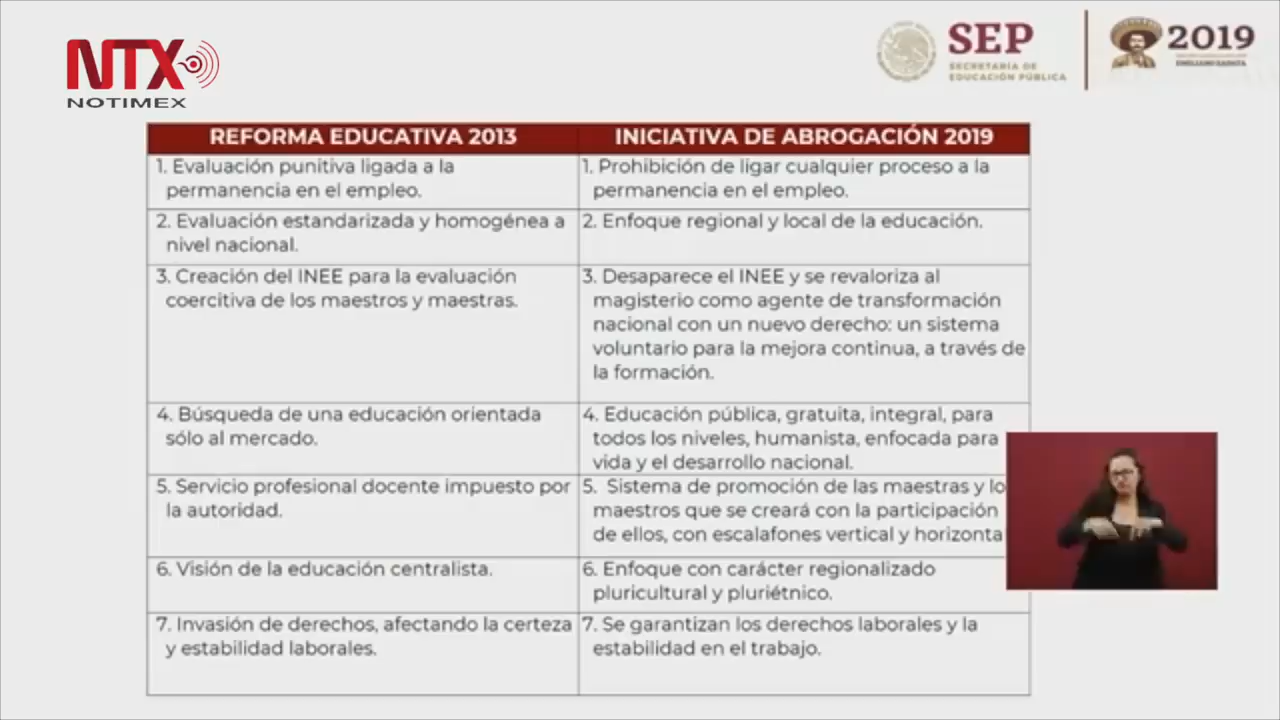 NTX
NOTIMEX
SEP
SECRETARÍA DE
EDUCACIÓN PÚBLICA
2019
EMILIANO ZAPATA
REFORMA EDUCATIVA 2013
INICIATIVA DE ABROGACIÓN 2019
1. Evaluación punitiva ligada a la
permanencia en el empleo.
1. Prohibición de ligar cualquier proceso a la
permanencia en el empleo.
2. Evaluación estandarizada y homogénea a
nivel nacional.
2. Enfoque regional y local de la educación.
3. Creación del INEE para la evaluación
coercitiva de los maestros y maestras.
3. Desaparece el INEE y se revaloriza al
magisterio como agente de transformación
nacional con un nuevo derecho: un sistema
voluntario para la mejora continua, a través de
la formación.
4. Búsqueda de una educación orientada
sólo al mercado.
4. Educación pública, gratuita, integral, para
todos los niveles, humanista, enfocada para
vida y el desarrollo nacional.
5. Servicio profesional docente impuesto por
la autoridad.
5. Sistema de promoción de las maestras y lo
maestros que se creará con la participación
de ellos, con escalafones vertical y horizonta
6. Visión de la educación centralista.
6. Enfoque con carácter regionalizado
pluricultural y pluriétnico.
7. Invasión de derechos, afectando la certeza
y estabilidad laborales.
7. Se garantizan los derechos laborales y la
estabilidad en el trabajo.